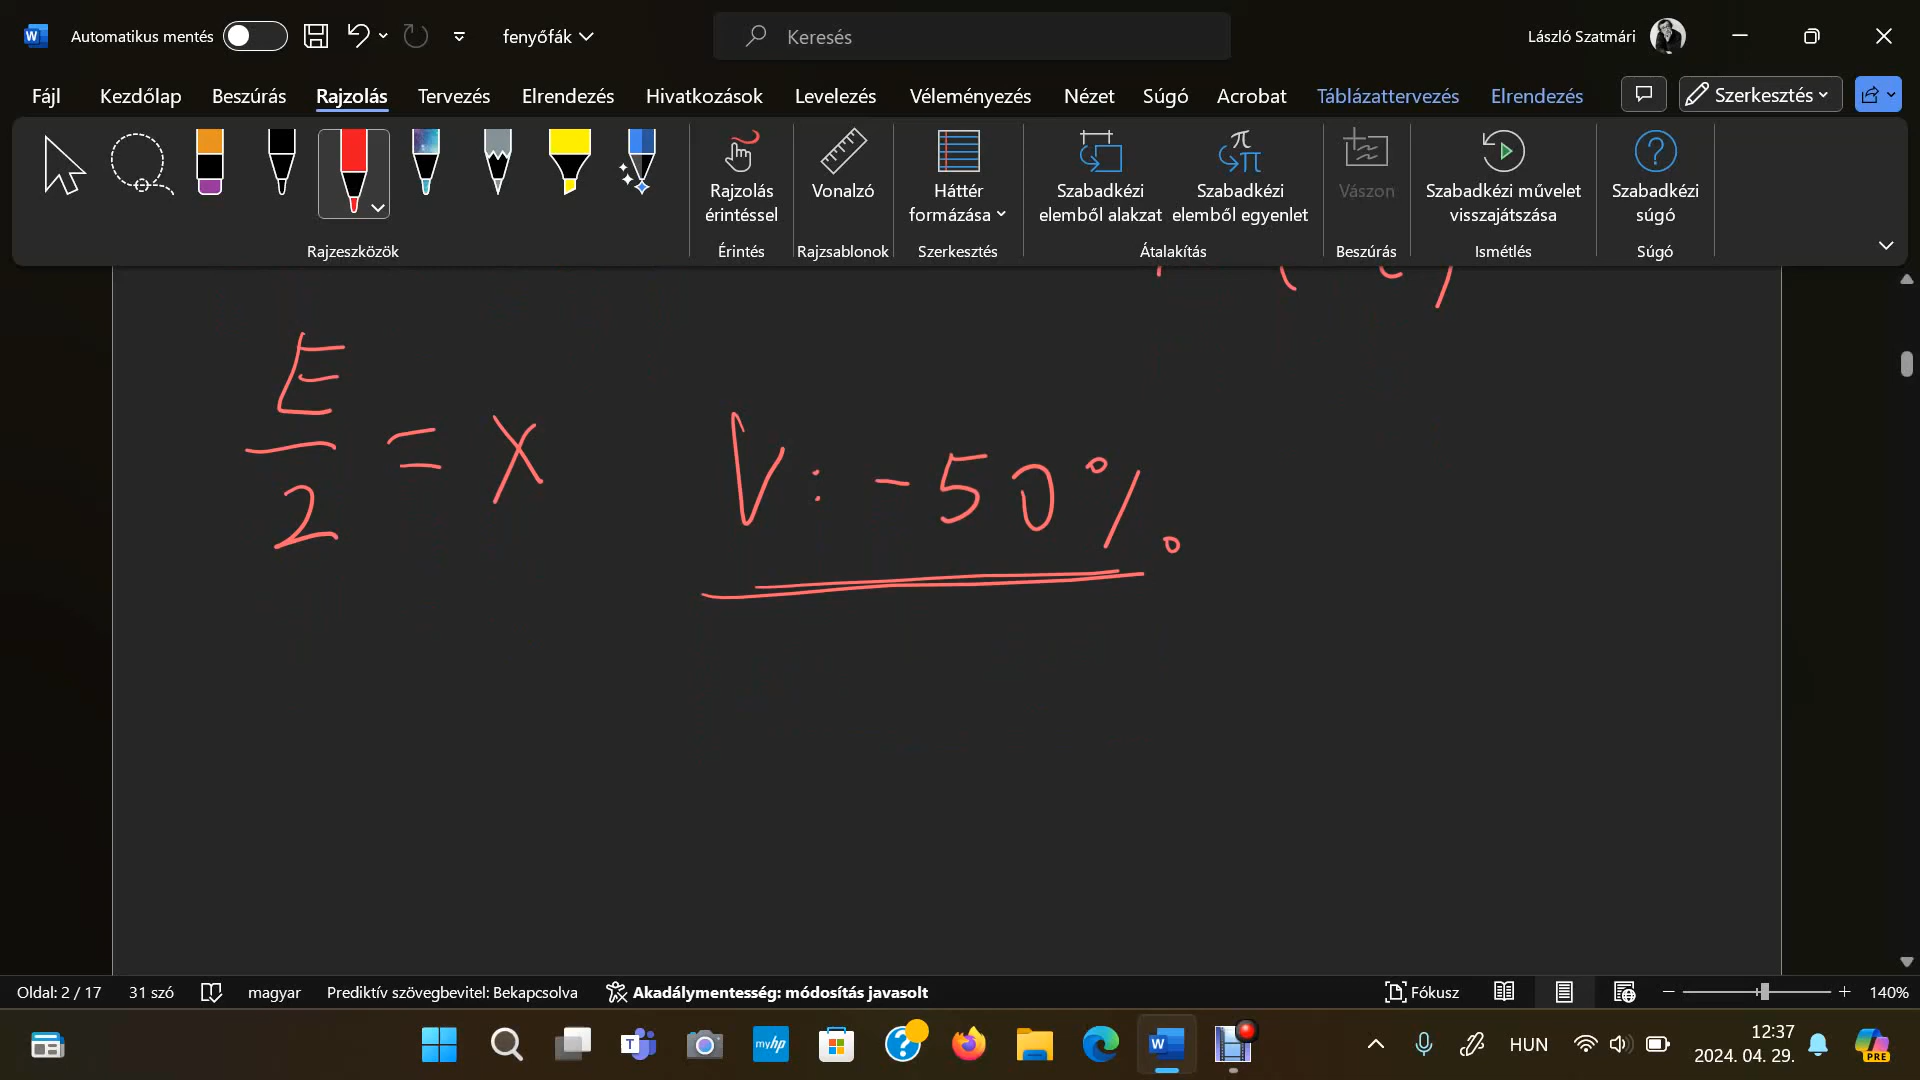 Automatikus mentés
fenyőfák
Keresés
László Szatmári
Fájl Kezdőlap Beszúrás Rajzolás Tervezés Elrendezés Hivatkozások Levelezés Véleményezés Nézet Súgó Acrobat Táblázattervezés Elrendezés Szerkesztés
Rajzolás érintéssel
Vonalzó
Háttér formázása
Szabadkézi elemből alakzat
Szabadkézi elemből egyenlet
Vászon
Szabadkézi művelet visszajátszása
Szabadkézi súgó
Rajzeszközök Érintés Rajzsablonok Szerkesztés Átalakítás Beszúrás Ismétlés Súgó
E/2 = x
V: -50%.
Oldal: 2 / 17 31 szó magyar Prediktív szövegbevitel: Bekapcsolva Akadálymentesség: módosítás javasolt Fókusz 140%
myhp
HUN
12:37
2024. 04. 29.
PRE